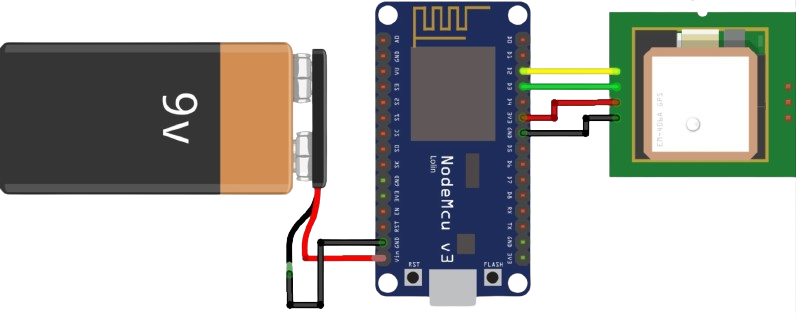 9v
A0
GND
VU
S3
S2
S1
SC
SO
SK
GND
3V3
EN
RST
GND
Vin
D0
D1
D2
D3
D4
3V3
GND
D5
D6
D7
D8
RX
TX
GND
3V3
NodeMcu v3
Lolin
RST
FLASH
EM-406A GPS